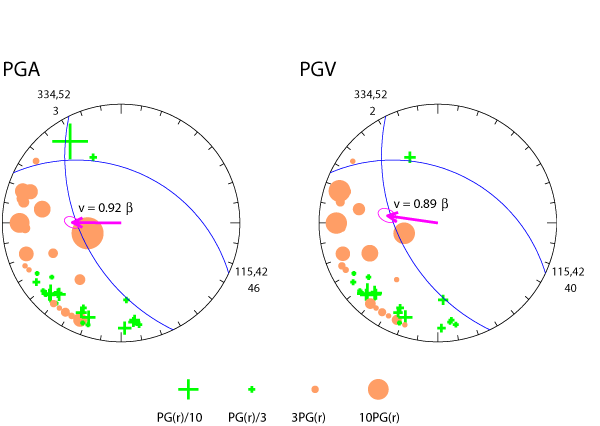 PGA
PGV
334,52
3
334,52
2
v = 0.92 β
v = 0.89 β
115,42
46
115,42
40
PG(r)/10
PG(r)/3
3PG(r)
10PG(r)